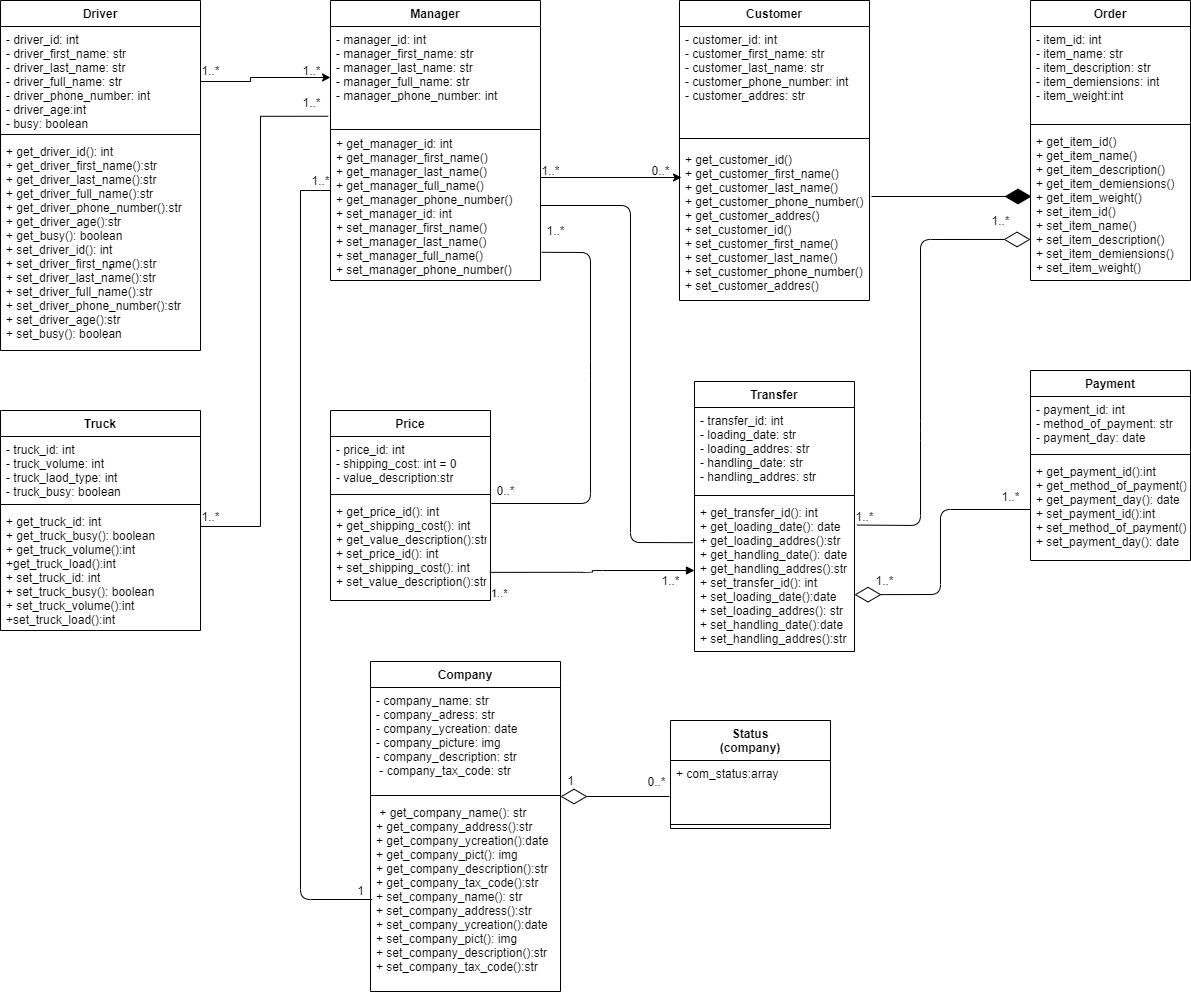 Driver
- driver_id: int
- driver_first_name: str
- driver_last_name: str
- driver_full_name: str
- driver_phone_number: int
- driver_age:int
- busy: boolean
+ get_driver_id(): int
+ get_driver_first_name():str
+ get_driver_last_name():str
+ get_driver_full_name():str
+ get_driver_phone_number():str
+ get_driver_age():str
+ get_busy(): boolean
+ set_driver_id(): int
+ set_driver_first_name():str
+ set_driver_last_name():str
+ set_driver_full_name():str
+ set_driver_phone_number():str
+ set_driver_age():str
+ set_busy(): boolean
1..*
1..*
1..*
1..*
Manager
- manager_id: int
- manager_first_name: str
- manager_last_name: str
- manager_full_name: str
- manager_phone_number: int
+ get_manager_id: int
+ get_manager_first_name()
+ get_manager_last_name()
+ get_manager_full_name()
+ get_manager_phone_number()
+ set_manager_id: int
+ set_manager_first_name()
+ set_manager_last_name()
+ set_manager_full_name()
+ set_manager_phone_number()
1..*
0..*
1..*
Customer
- customer_id: int
- customer_first_name: str
- customer_last_name: str
- customer_phone_number: int
- customer_addres: str
+ get_customer_id()
+ get_customer_first_name()
+ get_customer_last_name()
+ get_customer_phone_number()
+ get_customer_addres()
+ set_customer_id()
+ set_customer_first_name()
+ set_customer_last_name()
+ set_customer_phone_number()
+ set_customer_addres()
1..*
Order
- item_id: int
- item_name: str
- item_description: str
- item_demiensions: int
- item_weight:int
+ get_item_id()
+ get_item_name()
+ get_item_description()
+ get_item_demiensions()
+ get_item_weight()
+ set_item_id()
+ set_item_name()
+ set_item_description()
+ set_item_demiensions()
+ set_item_weight()
Truck
- truck_id: int
- truck_volume: int
- truck_laod_type: int
- truck_busy: boolean
+ get_truck_id: int
+ get_truck_busy(): boolean
+ get_truck_volume():int
+get_truck_load():int
+ set_truck_id: int
+ set_truck_busy(): boolean
+ set_truck_volume():int
+set_truck_load():int
1..*
Price
- price_id: int
- shipping_cost: int = 0
- value_description:str
+ get_price_id(): int
+ get_shipping_cost(): int
+ get_value_description():str
+ set_price_id(): int
+ set_shipping_cost(): int
+ set_value_description():str
0..*
1..*
1..*
Transfer
- transfer_id: int
- loading_date: str
- loading_addres: str
- handling_date: str
- handling_addres: str
+ get_transfer_id(): int
+ get_loading_date(): date
+ get_loading_addres():str
+ get_handling_date(): date
+ get_handling_addres():str
+ set_transfer_id(): int
+ set_loading_date():date
+ set_loading_addres(): str
+ set_handling_date():date
+ set_handling_addres():str
1..*
1..*
1..*
Payment
- payment_id: int
- method_of_payment: str
- payment_day: date
+ get_payment_id():int
+ get_method_of_payment()
+ get_payment_day(): date
+ set_payment_id():int
+ set_method_of_payment()
+ set_payment_day(): date
Company
- company_name: str
- company_adress: str
- company_ycreation: date
- company_picture: img
- company_description: str
- company_tax_code: str
+ get_company_name(): str
+ get_company_address():str
+ get_company_ycreation():date
+ get_company_pict(): img
+ get_company_description():str
+ get_company_tax_code():str
+ set_company_name(): str
+ set_company_address():str
+ set_company_ycreation():date
+ set_company_pict(): img
+ set_company_description():str
+ set_company_tax_code():str
1
1
0..*
Status
(company)
+ com_status:array